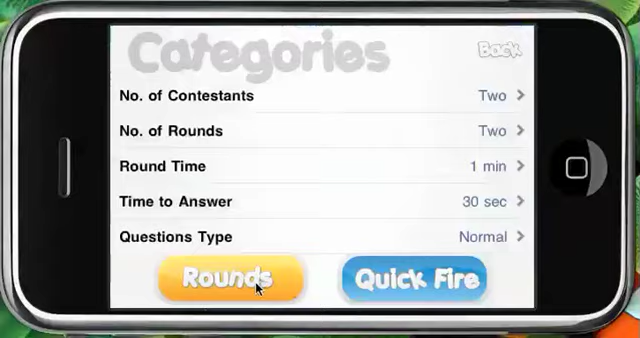 Categories
Back
No. of Contestants Two
No. of Rounds Two
Round Time 1 min
Time to Answer 30 sec
Questions Type Normal
Rounds Quick Fire